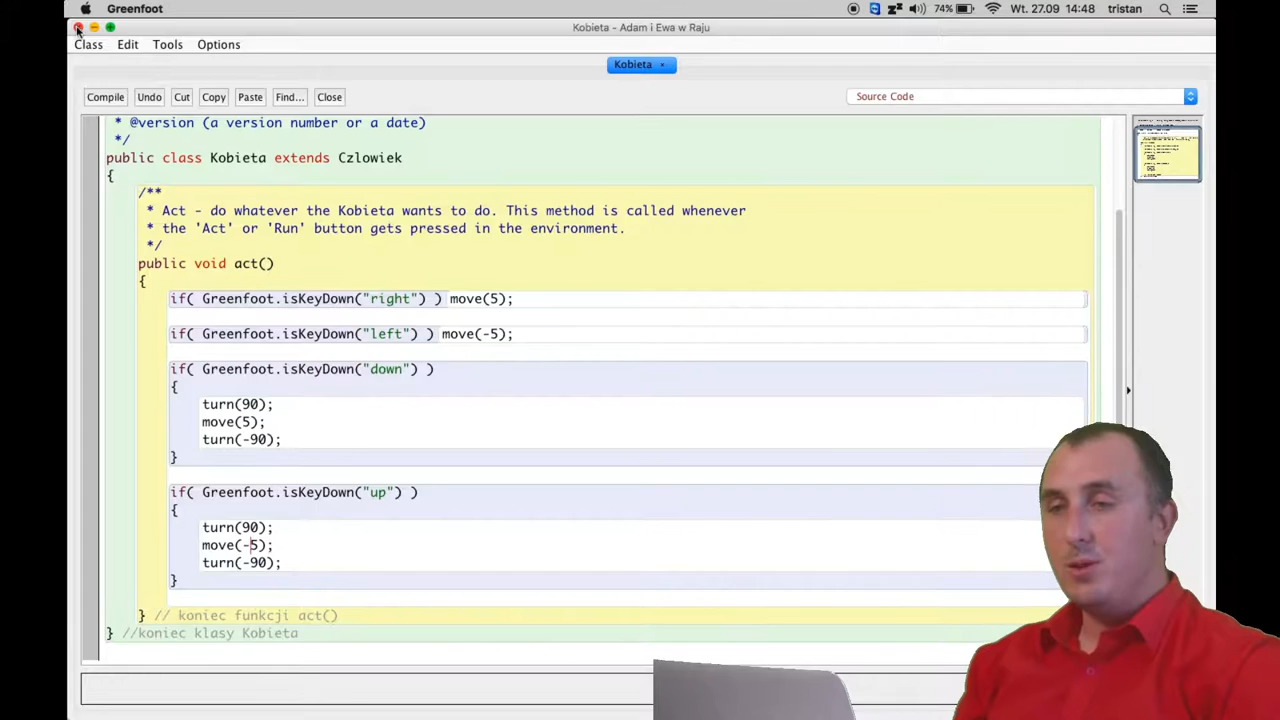 Greenfoot
74% Wt. 27.09 14:48 tristan
Kobieta - Adam i Ewa w Raju
Class Edit Tools Options
Kobieta ×
Compile Undo Cut Copy Paste Find... Close Source Code
* @version (a version number or a date)
*/
public class Kobieta extends Czlowiek
{
/**
* Act - do whatever the Kobieta wants to do. This method is called whenever
* the 'Act' or 'Run' button gets pressed in the environment.
*/
public void act()
{
if( Greenfoot.isKeyDown("right") ) move(5);
if( Greenfoot.isKeyDown("left") ) move(-5);
if( Greenfoot.isKeyDown("down") )
{
turn(90);
move(5);
turn(-90);
}
if( Greenfoot.isKeyDown("up") )
{
turn(90);
move(-5);
turn(-90);
}
} // koniec funkcji act()
} //koniec klasy Kobieta